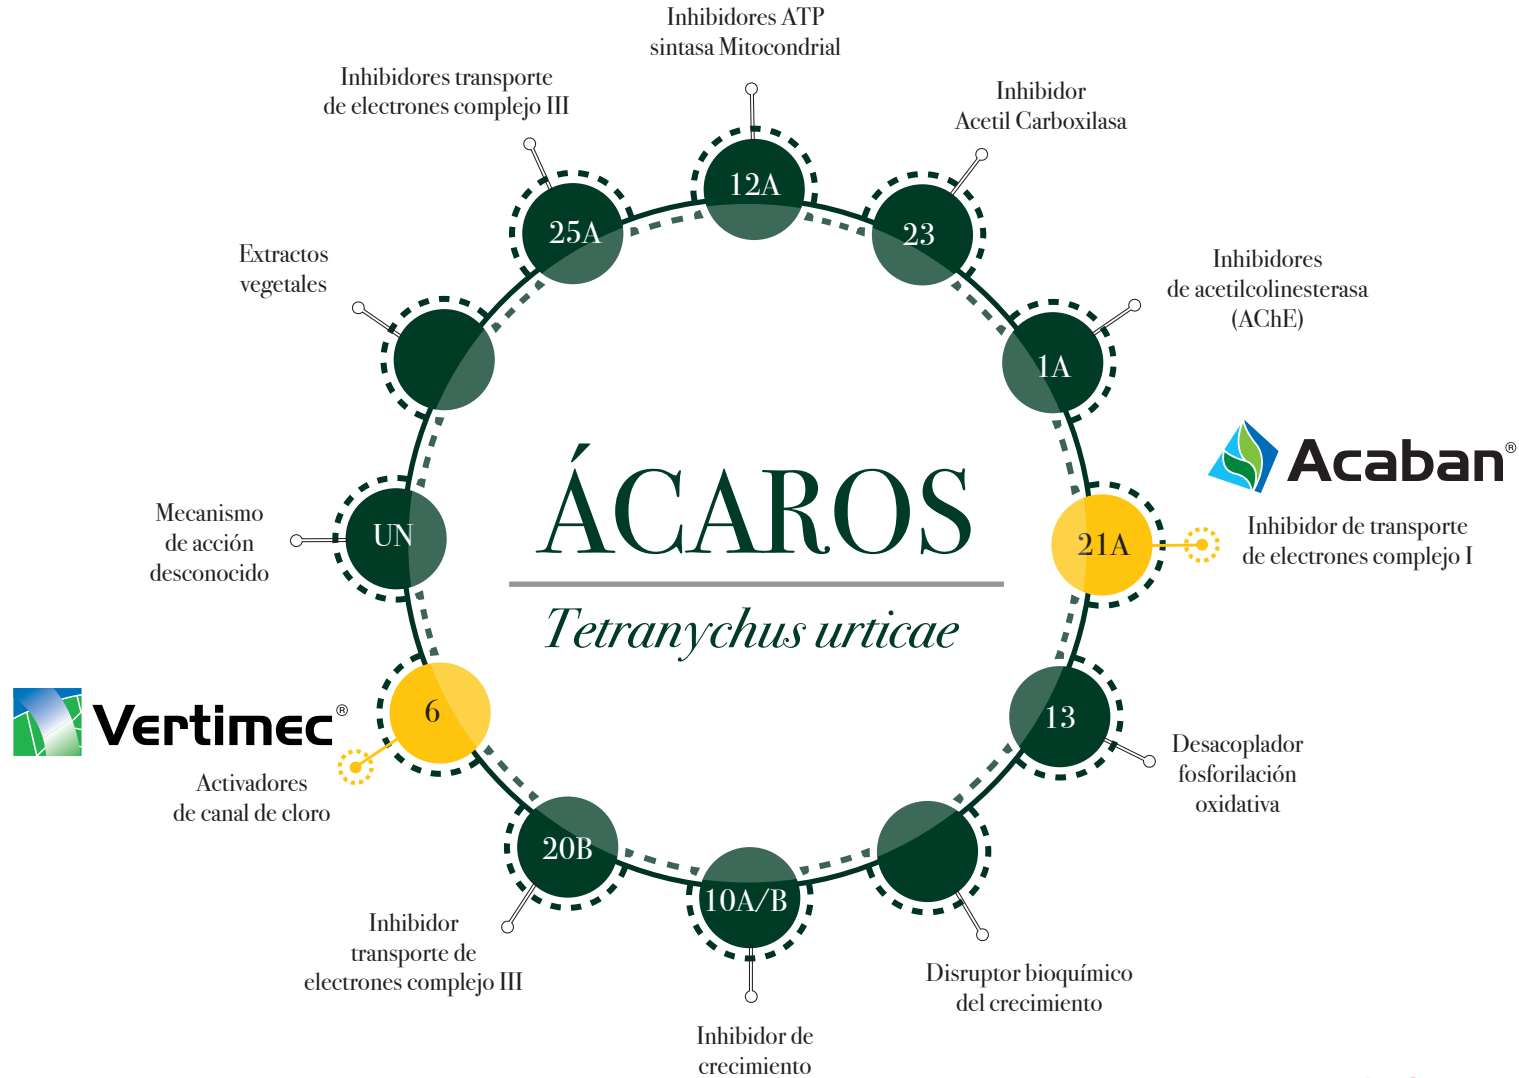 Inhibidores ATP
sintasa Mitocondrial
12A
Inhibidor
Acetil Carboxilasa
23
Inhibidores
de acetilcolinesterasa
(AChE)
1A
Acaban®
21A
Inhibidor de transporte
de electrones complejo I
13
Desacoplador
fosforilación
oxidativa
Disruptor bioquímico
del crecimiento
10A/B
Inhibidor de
crecimiento
20B
Inhibidor
transporte de
electrones complejo III
Vertimec®
6
Activadores
de canal de cloro
UN
Mecanismo
de acción
desconocido
Extractos
vegetales
25A
Inhibidores transporte
de electrones complejo III
ÁCAROS
Tetranychus urticae